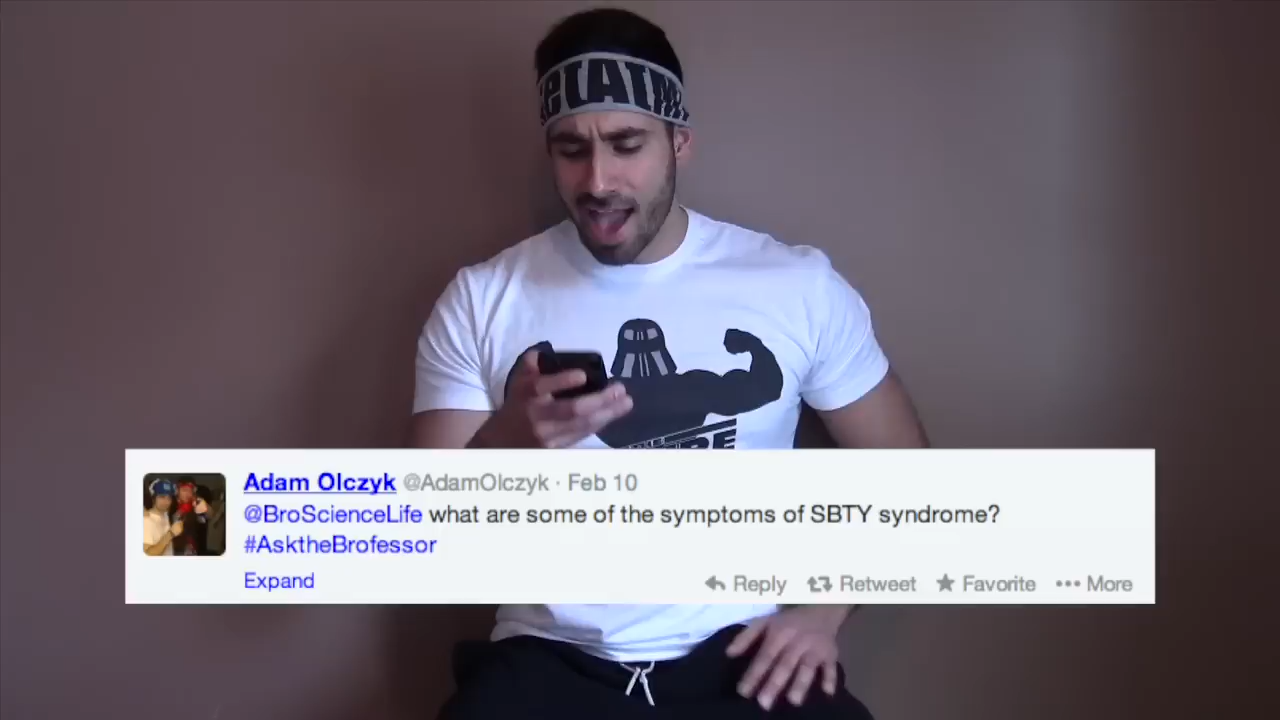 Adam Olczyk @AdamOlczyk · Feb 10
@BroScienceLife what are some of the symptoms of SBTY syndrome?
#AsktheBrofessor
Expand
Reply Retweet Favorite More